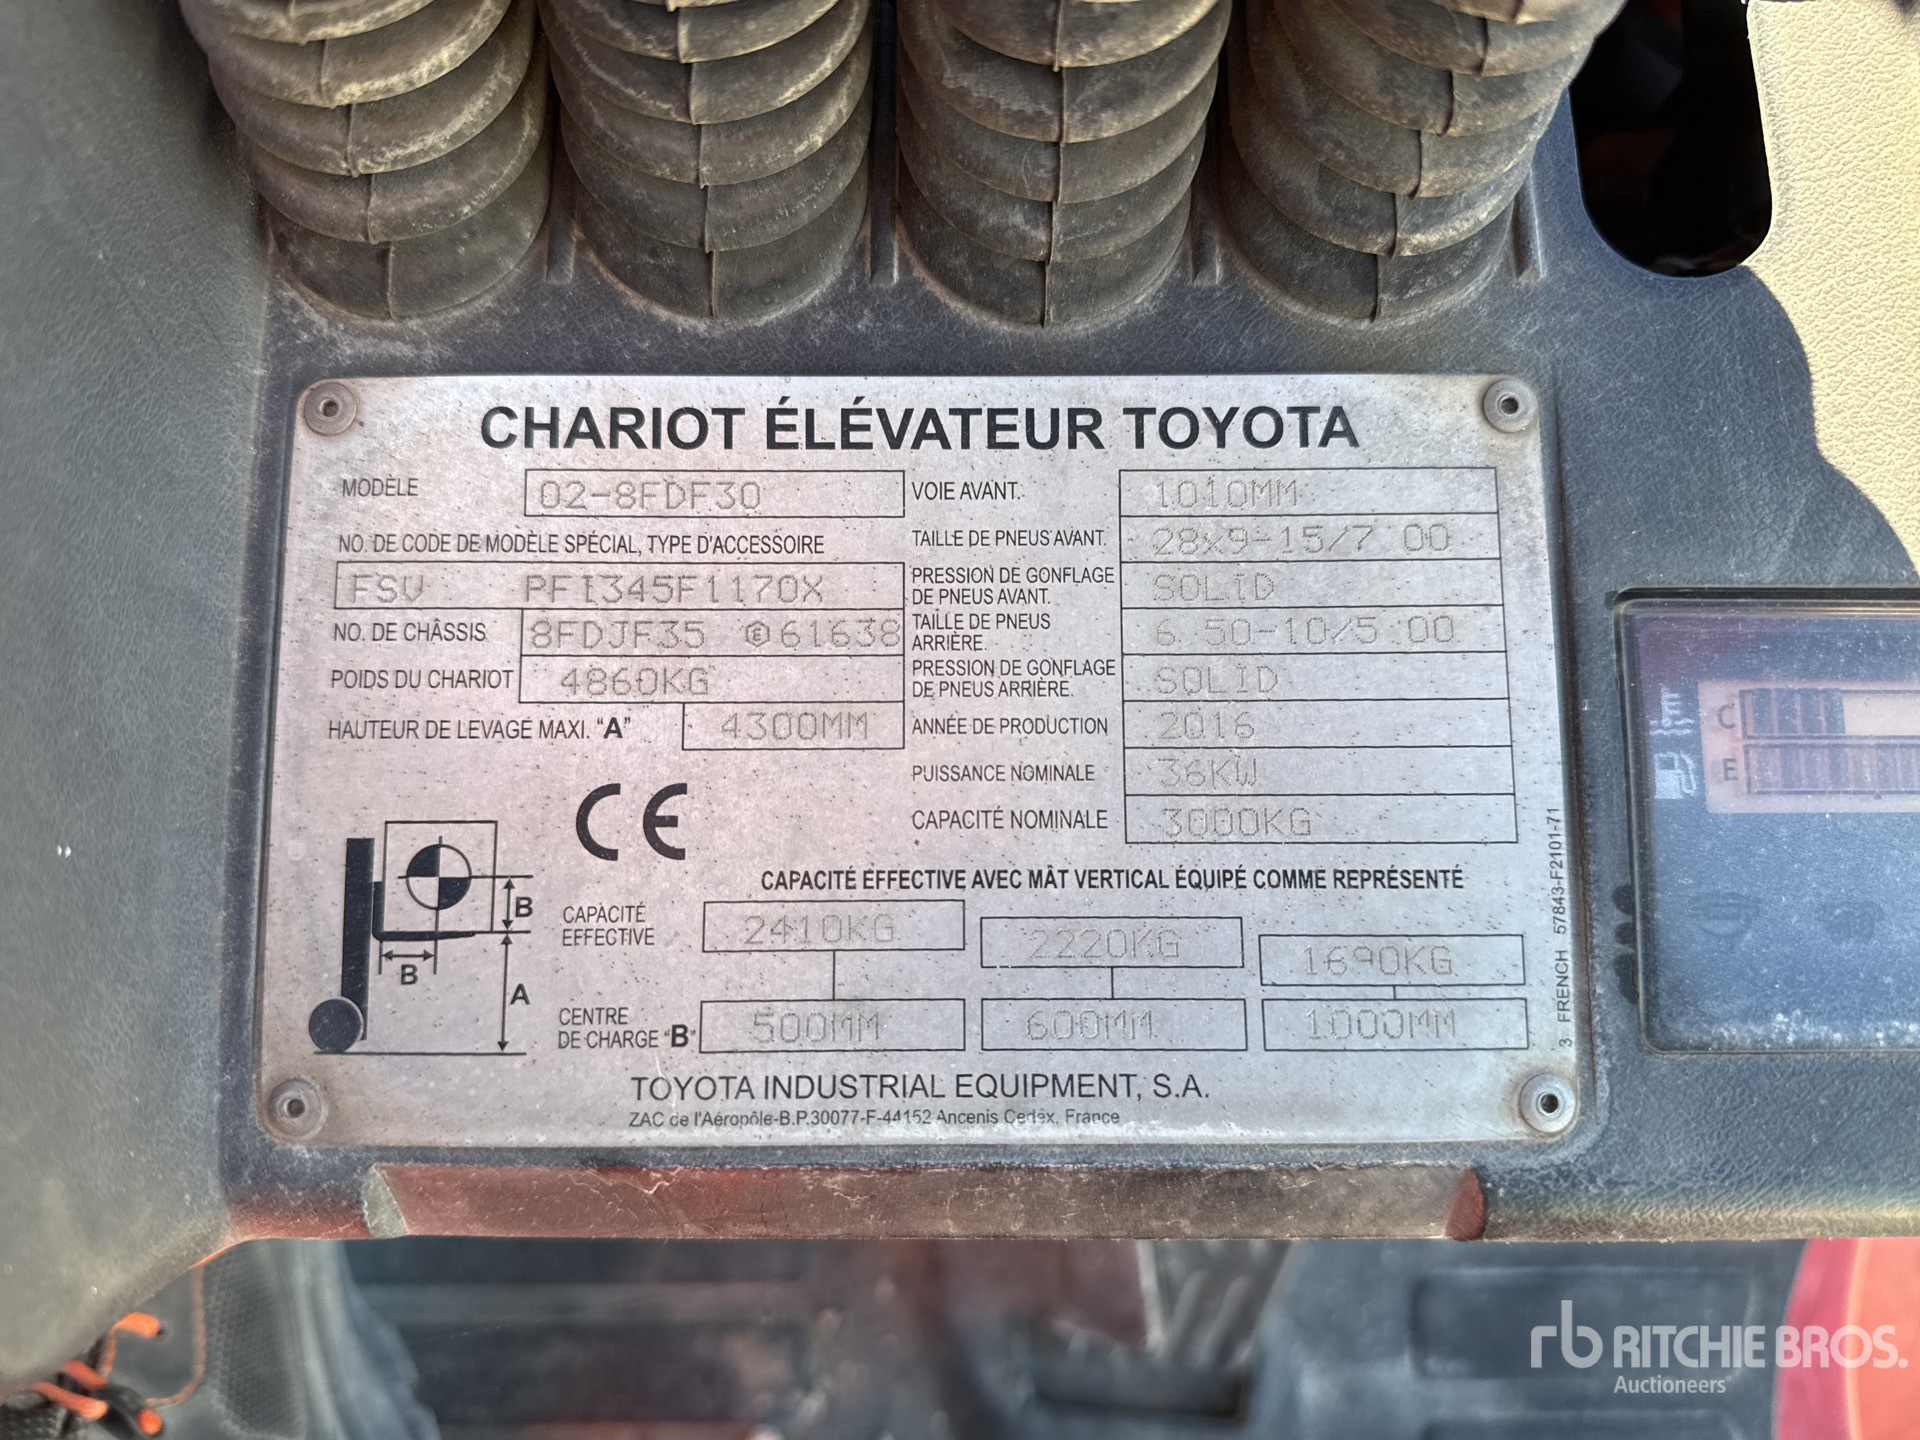 CHARIOT ÉLÉVATEUR TOYOTA
MODÈLE 02-8FDF30
NO. DE CODE DE MODÈLE SPÉCIAL, TYPE D'ACCESSOIRE
FSV PFI345F1170X
NO. DE CHÂSSIS 8FDJF35 E 61638
POIDS DU CHARIOT 4860KG
HAUTEUR DE LEVAGE MAXI. "A" 4300MM
VOIE AVANT. 1010MM
TAILLE DE PNEUS AVANT. 28x9-15/7 00
PRESSION DE GONFLAGE
DE PNEUS AVANT. SOLID
TAILLE DE PNEUS
ARRIÈRE. 6 50-10/5 00
PRESSION DE GONFLAGE
DE PNEUS ARRIÈRE. SOLID
ANNÉE DE PRODUCTION 2016
PUISSANCE NOMINALE 36KW
CAPACITÉ NOMINALE 3000KG
CE
CAPACITÉ EFFECTIVE AVEC MÂT VERTICAL ÉQUIPÉ COMME REPRÉSENTÉ
B
B
A
CAPACITÉ
EFFECTIVE 2410KG 2220KG 1690KG
CENTRE
DE CHARGE "B" 500MM 600MM 1000MM
TOYOTA INDUSTRIAL EQUIPMENT, S.A.
ZAC de l'Aéropôle-B.P.30077-F-44152 Ancenis Cedex, France
3 FRENCH 57843-F2101-71
C
E
rb RITCHIE BROS.
Auctioneers